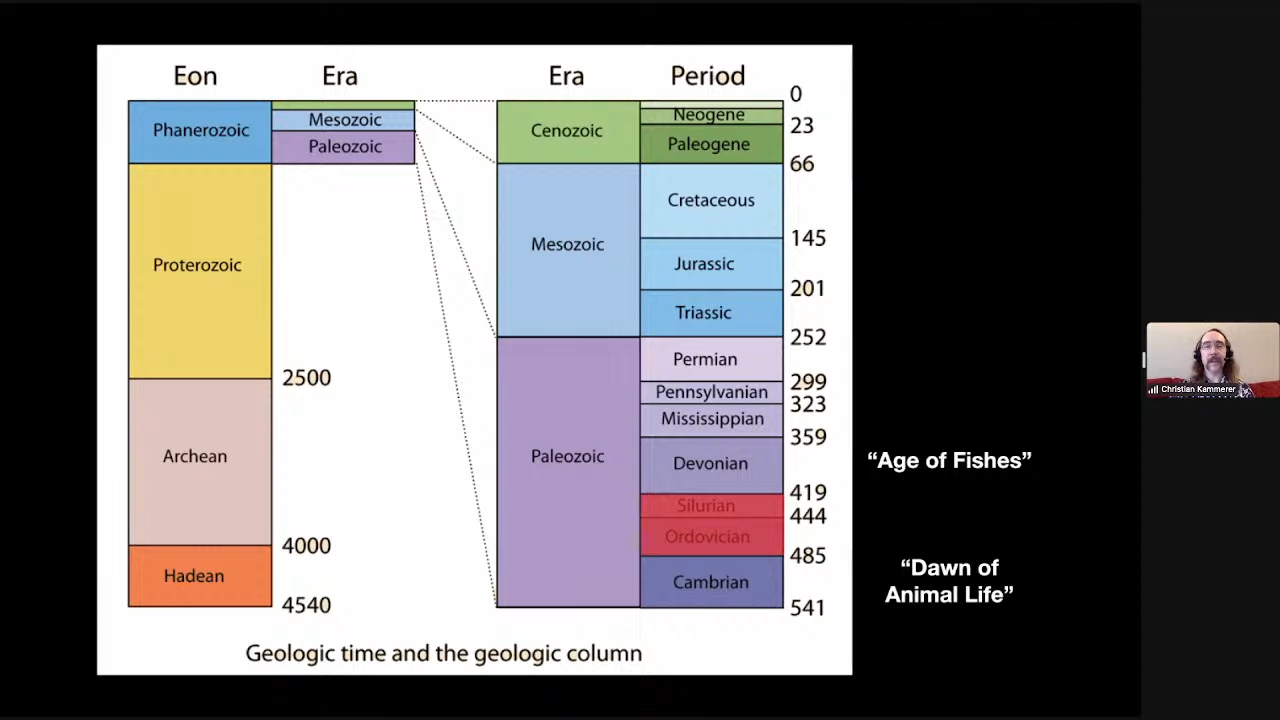 Eon
Era
Era
Period
Phanerozoic
Mesozoic
Paleozoic
Proterozoic
2500
Archean
4000
Hadean
4540
Cenozoic
Mesozoic
Paleozoic
0
Neogene
23
Paleogene
66
Cretaceous
145
Jurassic
201
Triassic
252
Permian
299
Pennsylvanian
323
Mississippian
359
Devonian
419
Silurian
444
Ordovician
485
Cambrian
541
Geologic time and the geologic column
“Age of Fishes”
“Dawn of
Animal Life”
Christian Kammerer